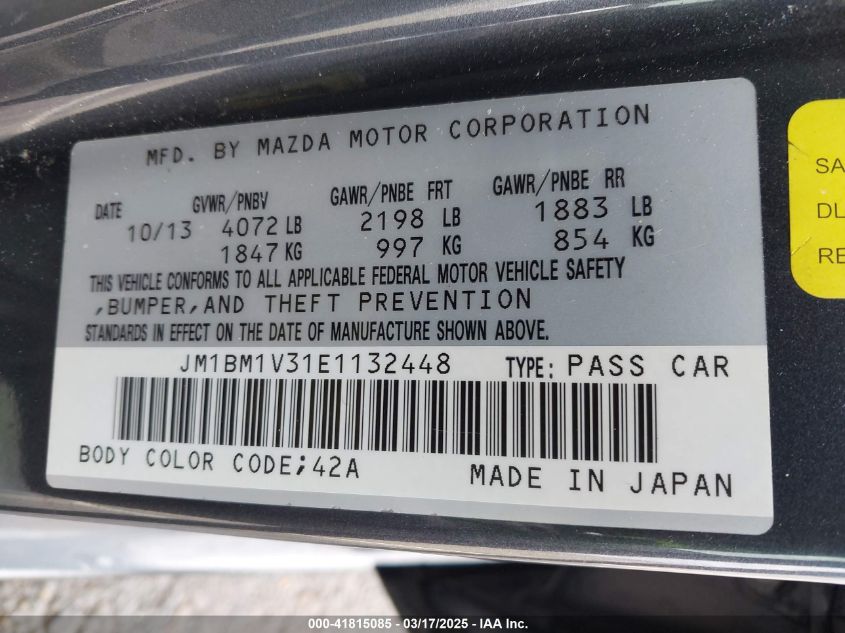 MFD. BY MAZDA MOTOR CORPORATION
DATE GVWR/PNBV GAWR/PNBE FRT GAWR/PNBE RR
10/13 4072 LB 2198 LB 1883 LB
1847 KG 997 KG 854 KG
THIS VEHICLE CONFORMS TO ALL APPLICABLE FEDERAL MOTOR VEHICLE SAFETY
,BUMPER,AND THEFT PREVENTION
STANDARDS IN EFFECT ON THE DATE OF MANUFACTURE SHOWN ABOVE.
JM1BM1V31E1132448 TYPE: PASS CAR
BODY COLOR CODE;42A MADE IN JAPAN
SA
DL
RE
000-41815085 - 03/17/2025 - IAA Inc.